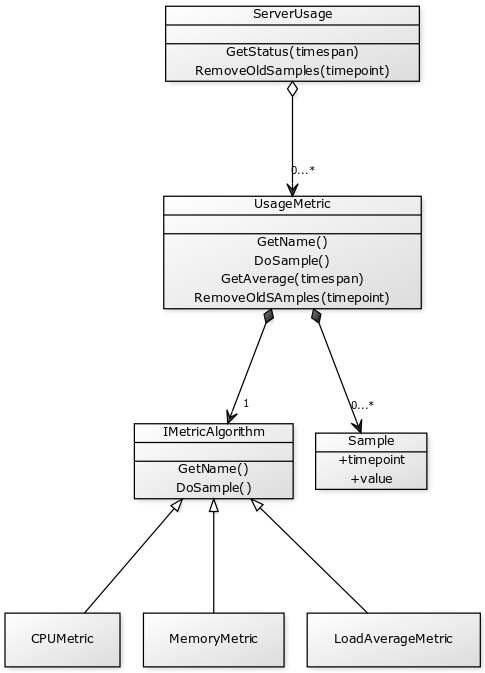 ServerUsage
GetStatus(timespan)
RemoveOldSamples(timepoint)
0...*
UsageMetric
GetName()
DoSample()
GetAverage(timespan)
RemoveOldSAmples(timepoint)
1
0...*
IMetricAlgorithm
GetName()
DoSample()
Sample
+timepoint
+value
CPUMetric
MemoryMetric
LoadAverageMetric